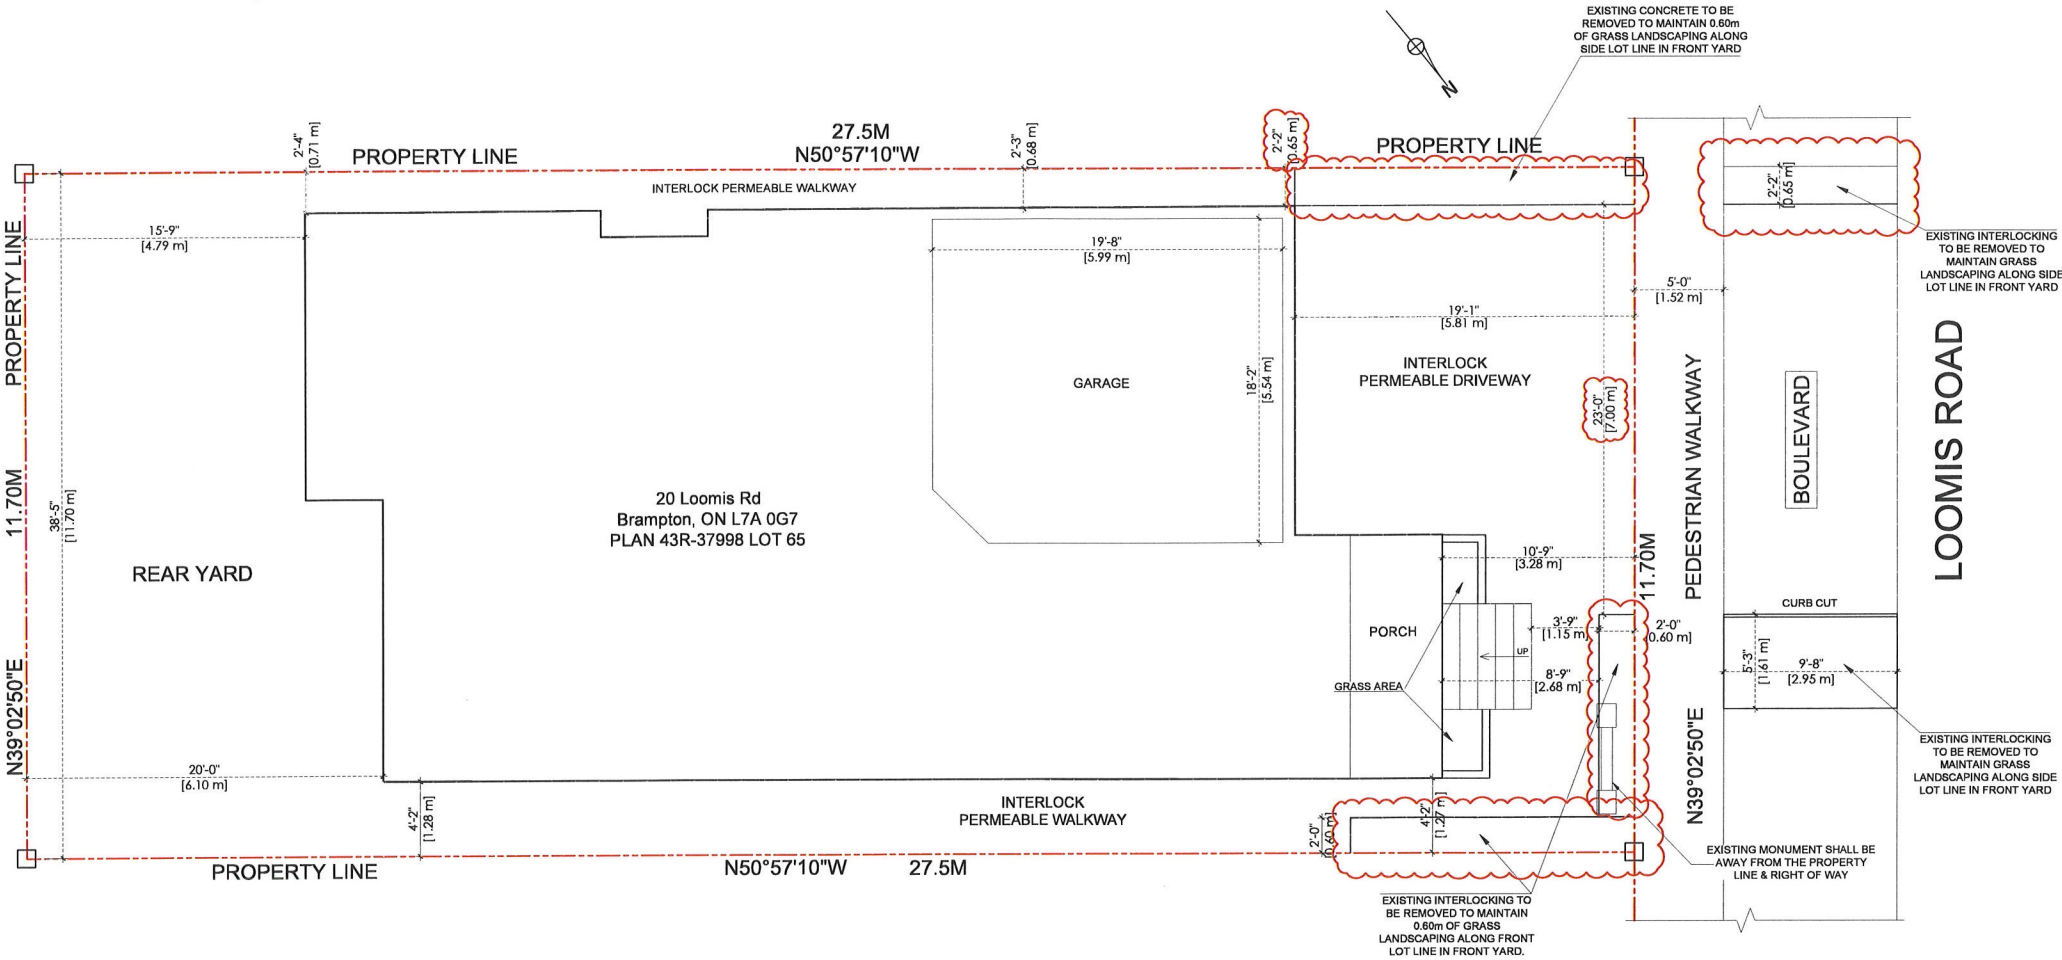 EXISTING CONCRETE TO BE
REMOVED TO MAINTAIN 0.60m
OF GRASS LANDSCAPING ALONG
SIDE LOT LINE IN FRONT YARD
N
2'-4"
[0.71 m]
PROPERTY LINE
27.5M
N50°57'10"W
2'-3"
[0.68 m]
2'-2"
[0.65 m]
PROPERTY LINE
INTERLOCK PERMEABLE WALKWAY
2'-2"
[0.65 m]
15'-9"
[4.79 m]
19'-8"
[5.99 m]
EXISTING INTERLOCKING
TO BE REMOVED TO
MAINTAIN GRASS
LANDSCAPING ALONG SIDE
LOT LINE IN FRONT YARD
5'-0"
[1.52 m]
19'-1"
[5.81 m]
PROPERTY LINE
11.70M
N39°02'50"E
38'-5"
[11.70 m]
18'-2"
[5.54 m]
GARAGE
INTERLOCK
PERMEABLE DRIVEWAY
23'-0"
[7.00 m]
PEDESTRIAN WALKWAY
BOULEVARD
LOOMIS ROAD
20 Loomis Rd
Brampton, ON L7A 0G7
PLAN 43R-37998 LOT 65
REAR YARD
10'-9"
[3.28 m]
11.70M
N39°02'50"E
CURB CUT
PORCH
UP
3'-9"
[1.15 m]
2'-0"
[0.60 m]
5'-3"
[1.61 m]
9'-8"
[2.95 m]
GRASS AREA
8'-9"
[2.68 m]
EXISTING INTERLOCKING
TO BE REMOVED TO
MAINTAIN GRASS
LANDSCAPING ALONG SIDE
LOT LINE IN FRONT YARD
20'-0"
[6.10 m]
4'-2"
[1.28 m]
INTERLOCK
PERMEABLE WALKWAY
2'-0"
[0.60 m]
4'-2"
[1.27 m]
EXISTING MONUMENT SHALL BE
AWAY FROM THE PROPERTY
LINE & RIGHT OF WAY
PROPERTY LINE
N50°57'10"W
27.5M
EXISTING INTERLOCKING TO
BE REMOVED TO MAINTAIN
0.60m OF GRASS
LANDSCAPING ALONG FRONT
LOT LINE IN FRONT YARD.